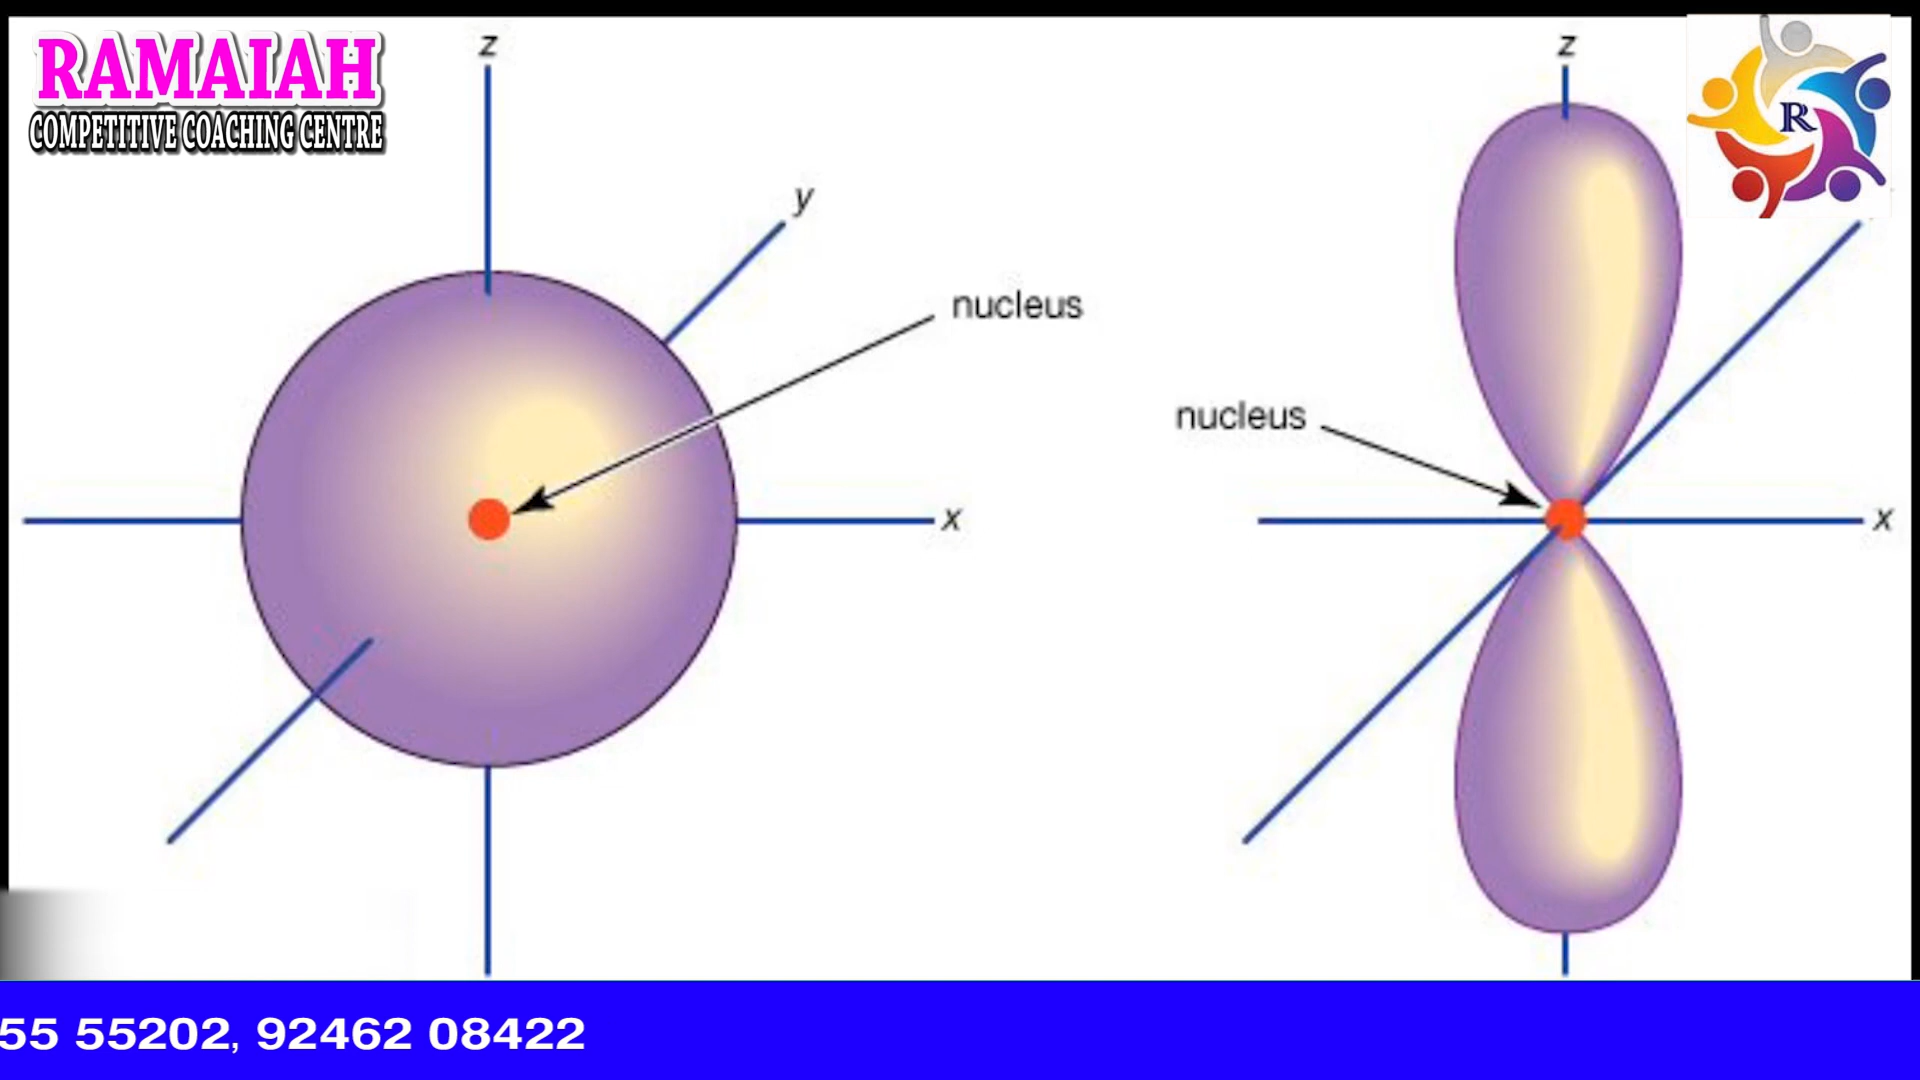 RAMAIAH
COMPETITIVE COACHING CENTRE
z
y
nucleus
x
z
R
nucleus
x
55 55202, 92462 08422